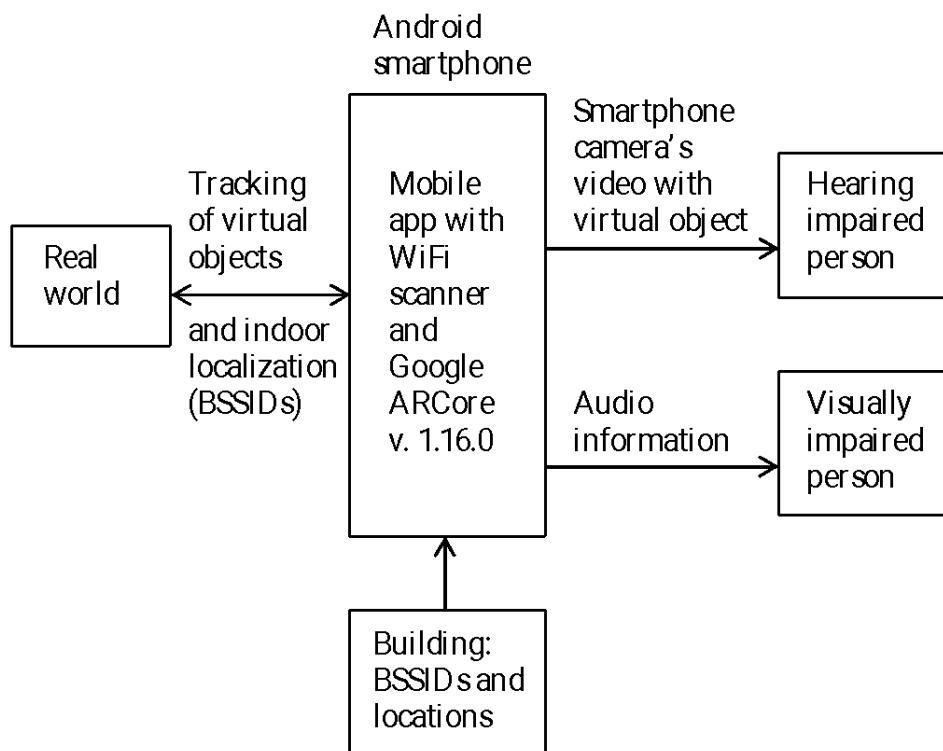 Android
smartphone
Real
world
Tracking
of virtual
objects
and indoor
localization
(BSSIDs)
Mobile
app with
WiFi
scanner
and
Google
ARCore
v. 1.16.0
Smartphone
camera's
video with
virtual object
Hearing
impaired
person
Audio
information
Visually
impaired
person
Building:
BSSIDs and
locations